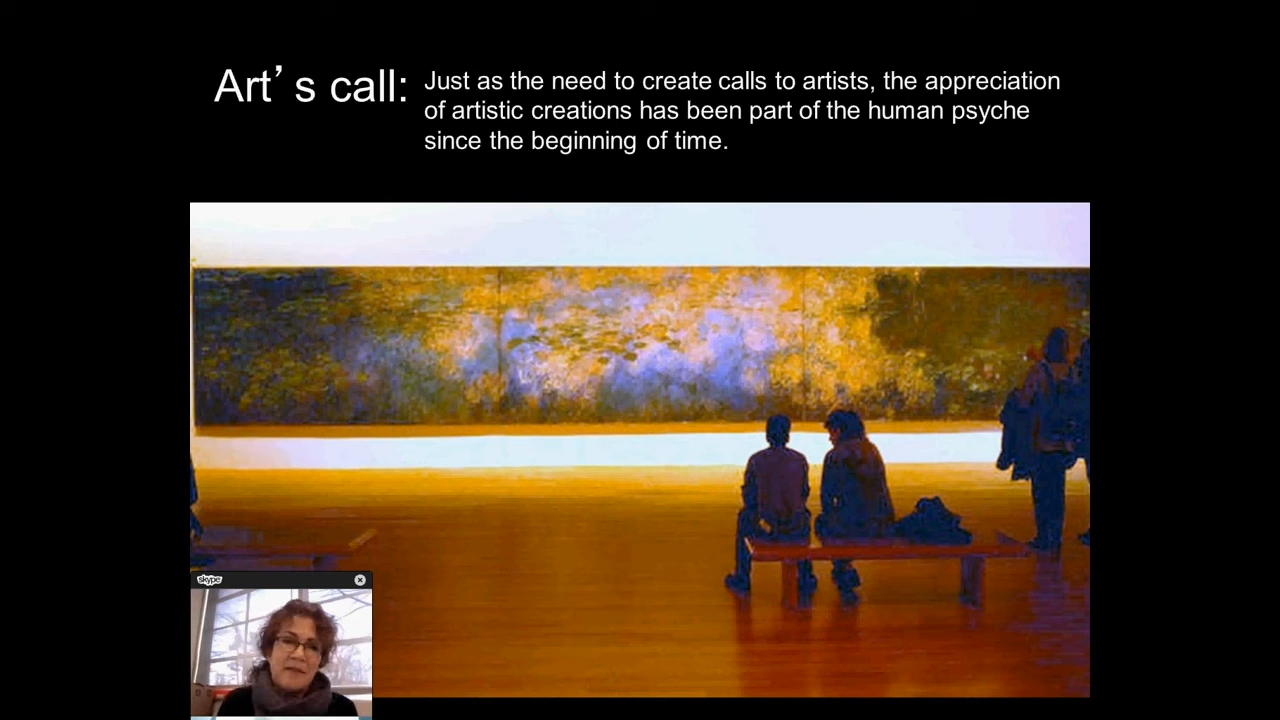 Art's call:
Just as the need to create calls to artists, the appreciation
of artistic creations has been part of the human psyche
since the beginning of time.
skype